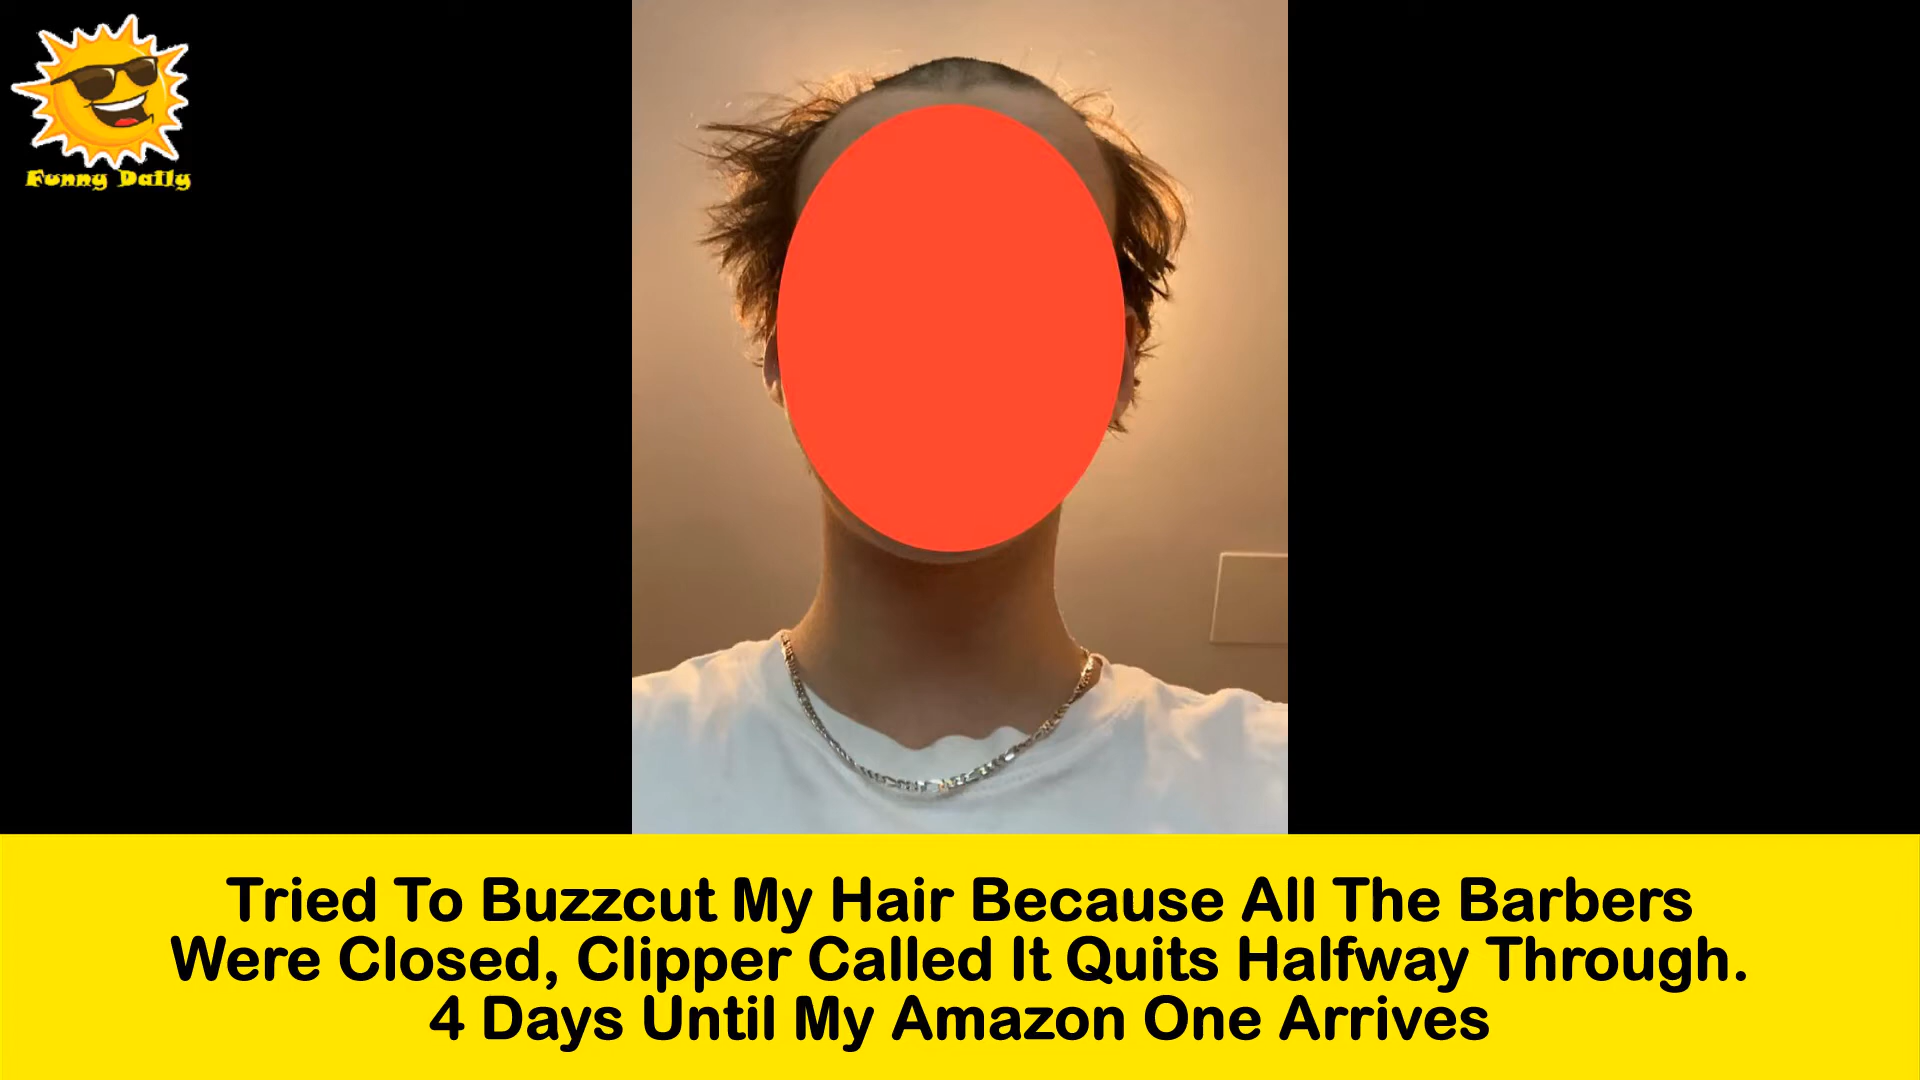 Funny Daily
Tried To Buzzcut My Hair Because All The Barbers
Were Closed, Clipper Called It Quits Halfway Through.
4 Days Until My Amazon One Arrives